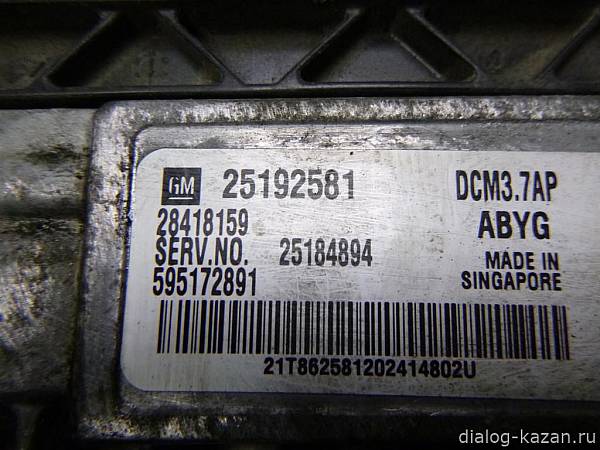 GM 25192581 DCM3.7AP
28418159 ABYG
SERV.NO. 25184894 MADE IN
595172891 SINGAPORE
21T862581202414802U
dialog-kazan.ru